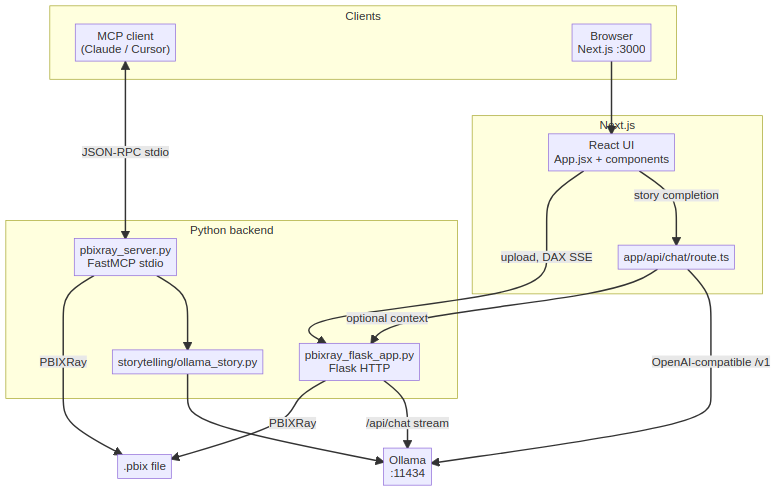 Clients
MCP client
(Claude / Cursor)
Browser
Next.js :3000
Next.js
React UI
App.jsx + components
JSON-RPC stdio
story completion
Python backend
pbixray_server.py
FastMCP stdio
upload, DAX SSE
app/api/chat/route.ts
optional context
PBIXRay
storytelling/ollama_story.py
pbixray_flask_app.py
Flask HTTP
OpenAI-compatible /v1
PBIXRay
/api/chat stream
.pbix file
Ollama
:11434